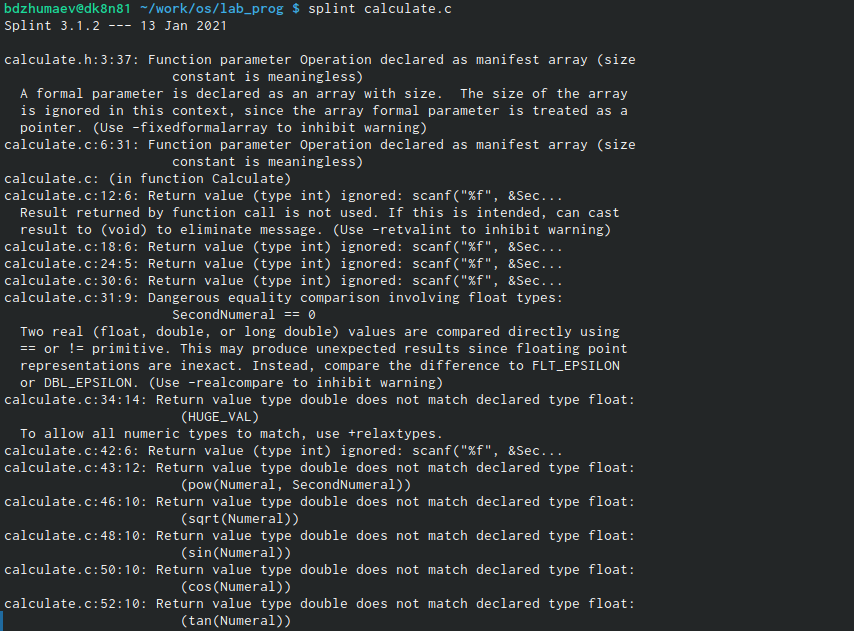 bdzhumaev@dk8n81 ~/work/os/lab_prog $ splint calculate.c
Splint 3.1.2 --- 13 Jan 2021

calculate.h:3:37: Function parameter Operation declared as manifest array (size
                     constant is meaningless)
  A formal parameter is declared as an array with size.  The size of the array
  is ignored in this context, since the array formal parameter is treated as a
  pointer. (Use -fixedformalarray to inhibit warning)
calculate.c:6:31: Function parameter Operation declared as manifest array (size
                     constant is meaningless)
calculate.c: (in function Calculate)
calculate.c:12:6: Return value (type int) ignored: scanf("%f", &Sec...
  Result returned by function call is not used. If this is intended, can cast
  result to (void) to eliminate message. (Use -retvalint to inhibit warning)
calculate.c:18:6: Return value (type int) ignored: scanf("%f", &Sec...
calculate.c:24:5: Return value (type int) ignored: scanf("%f", &Sec...
calculate.c:30:6: Return value (type int) ignored: scanf("%f", &Sec...
calculate.c:31:9: Dangerous equality comparison involving float types:
                     SecondNumeral == 0
  Two real (float, double, or long double) values are compared directly using
  == or != primitive. This may produce unexpected results since floating point
  representations are inexact. Instead, compare the difference to FLT_EPSILON
  or DBL_EPSILON. (Use -realcompare to inhibit warning)
calculate.c:34:14: Return value type double does not match declared type float:
                      (HUGE_VAL)
  To allow all numeric types to match, use +relaxtypes.
calculate.c:42:6: Return value (type int) ignored: scanf("%f", &Sec...
calculate.c:43:12: Return value type double does not match declared type float:
                      (pow(Numeral, SecondNumeral))
calculate.c:46:10: Return value type double does not match declared type float:
                      (sqrt(Numeral))
calculate.c:48:10: Return value type double does not match declared type float:
                      (sin(Numeral))
calculate.c:50:10: Return value type double does not match declared type float:
                      (cos(Numeral))
calculate.c:52:10: Return value type double does not match declared type float:
                      (tan(Numeral))